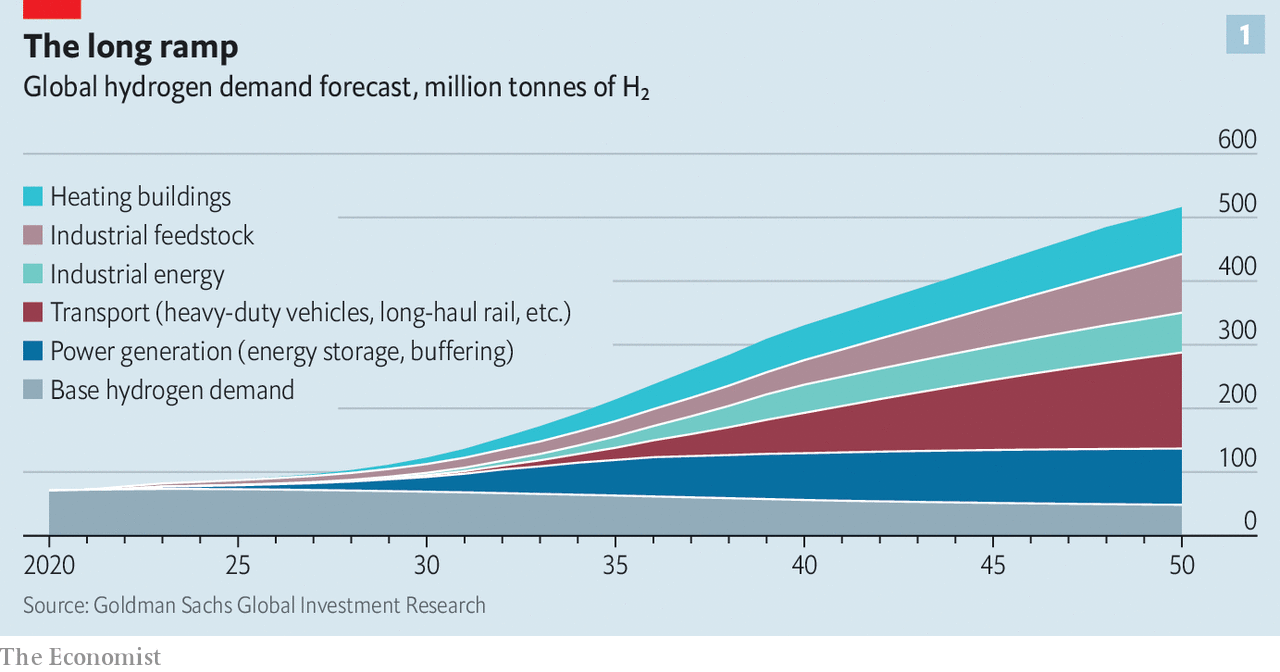 The long ramp
1
Global hydrogen demand forecast, million tonnes of H₂
600
Heating buildings
500
Industrial feedstock
Industrial energy
400
Transport (heavy-duty vehicles, long-haul rail, etc.)
300
Power generation (energy storage, buffering)
Base hydrogen demand
200
100
0
2020 25 30 35 40 45 50
Source: Goldman Sachs Global Investment Research
The Economist